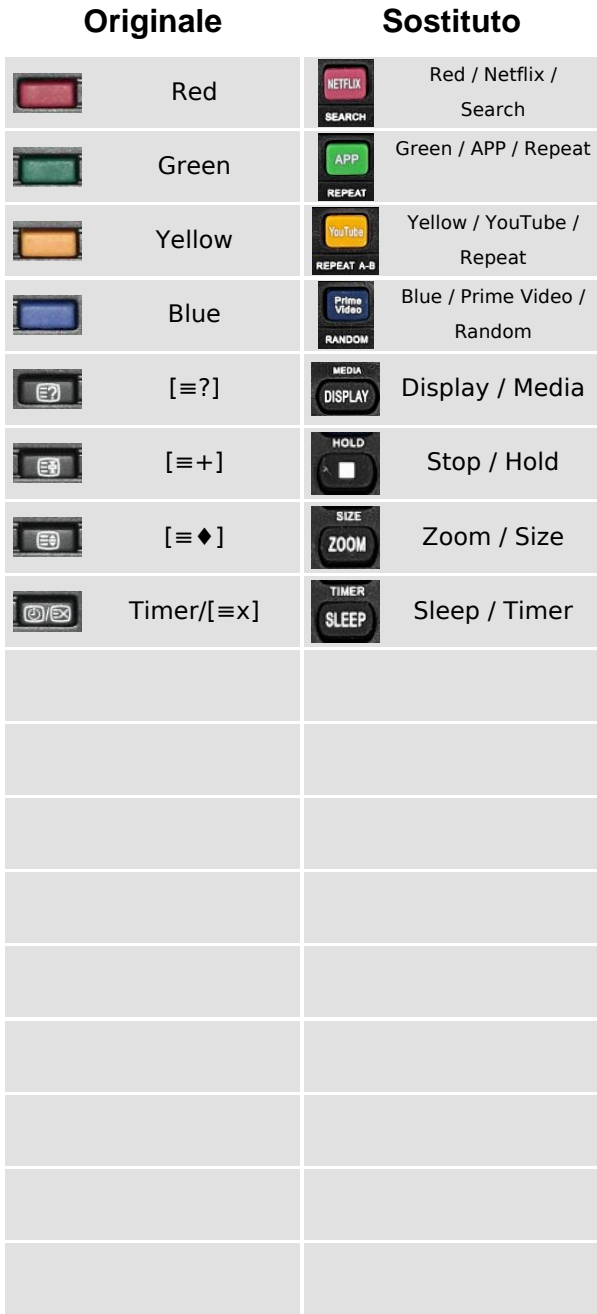 Originale Sostituto
Red NETFLIX SEARCH Red / Netflix /
Search
Green APP REPEAT Green / APP / Repeat
Yellow YouTube REPEAT A-B Yellow / YouTube /
Repeat
Blue Prime Video RANDOM Blue / Prime Video /
Random
[≡?] MEDIA DISPLAY Display / Media
[≡+] HOLD Stop / Hold
[≡♦] SIZE ZOOM Zoom / Size
Timer/[≡x] TIMER SLEEP Sleep / Timer